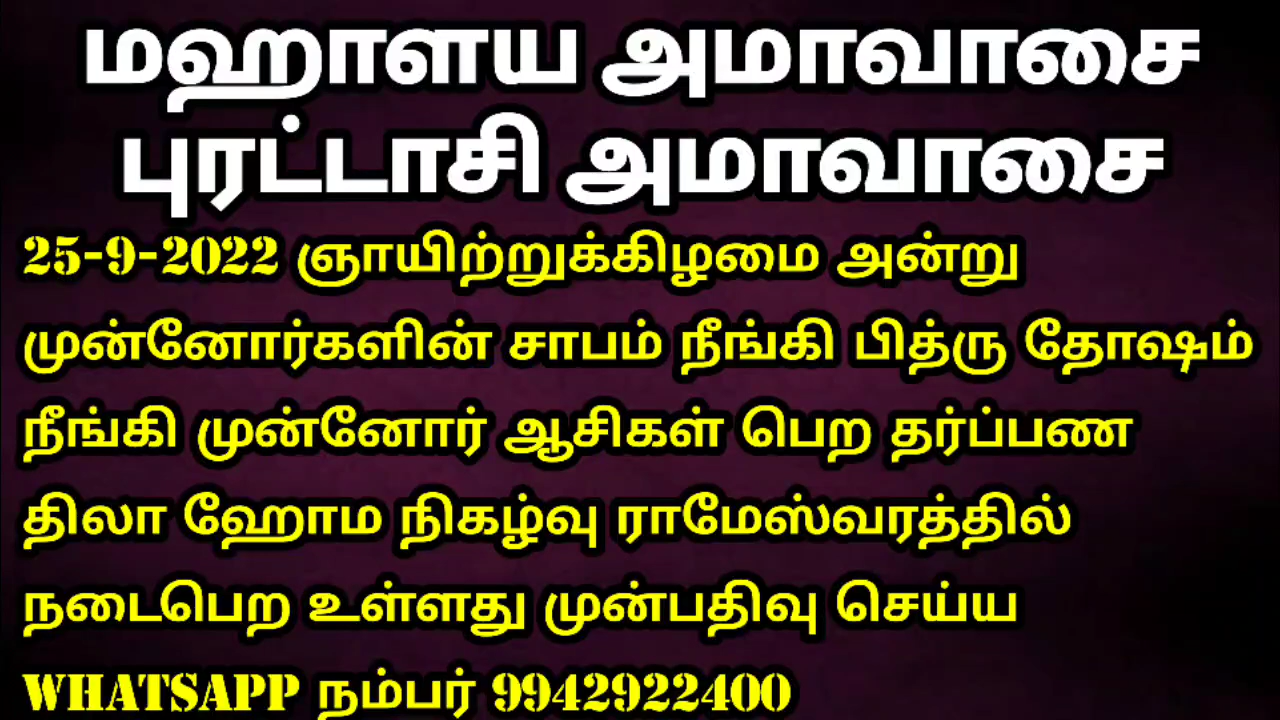 மஹாளய அமாவாசை
புரட்டாசி அமாவாசை
25-9-2022 ஞாயிற்றுக்கிழமை அன்று
முன்னோர்களின் சாபம் நீங்கி பித்ரு தோஷம்
நீங்கி முன்னோர் ஆசிகள் பெற தர்ப்பண
திலா ஹோம நிகழ்வு ராமேஸ்வரத்தில்
நடைபெற உள்ளது முன்பதிவு செய்ய
WHATSAPP நம்பர் 9942922400